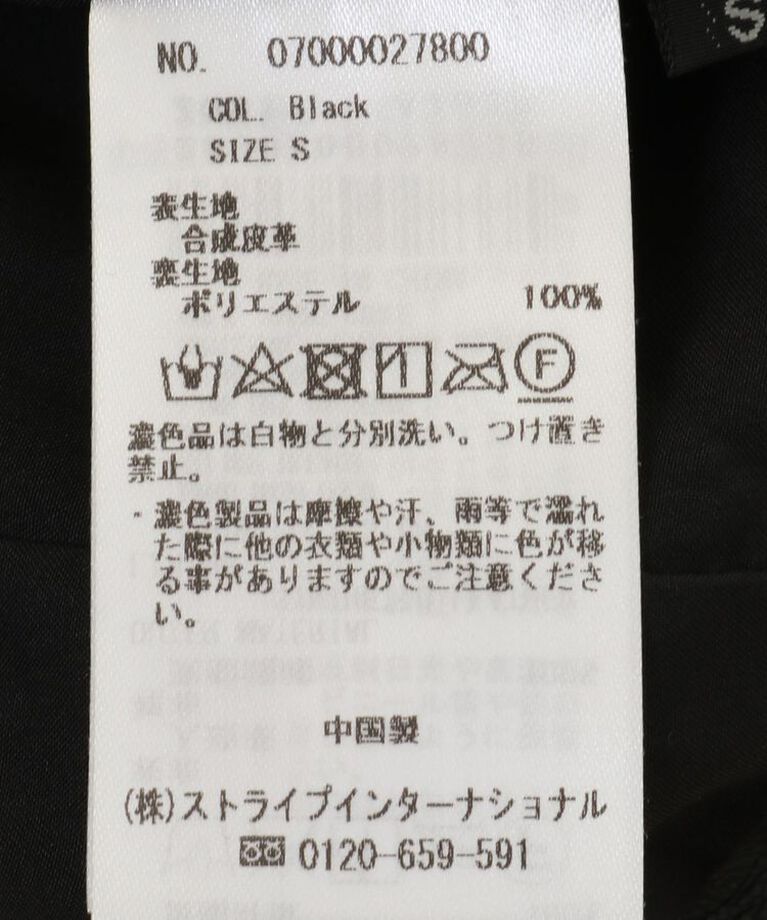 NO. 07000027800
COL. Black
SIZE S
表生地
合成皮革
裏生地
ポリエステル 100%
F
濃色品は白物と分別洗い。つけ置き
禁止。
・濃色製品は摩擦や汗、雨等で濡れ
た際に他の衣類や小物類に色が移
る事がありますのでご注意くださ
い。
中国製
(株)ストライプインターナショナル
0120-659-591